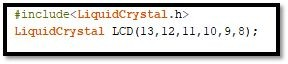 #include<LiquidCrystal.h>
LiquidCrystal LCD(13,12,11,10,9,8);